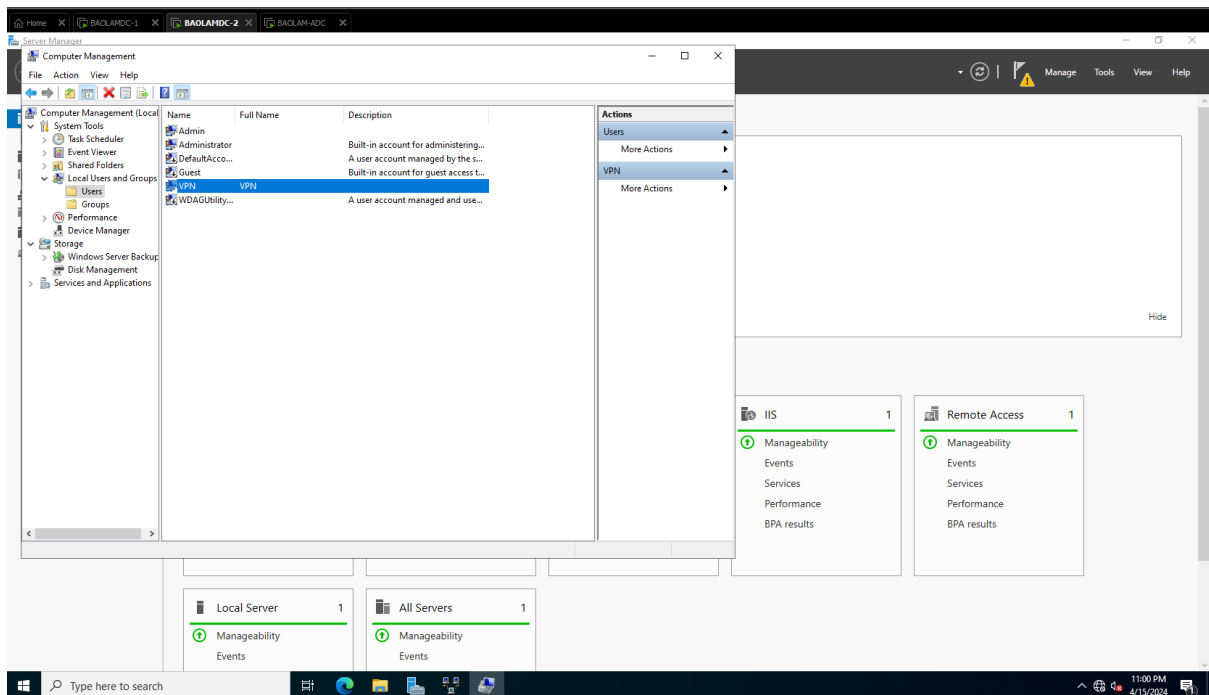 Home BAOLAMDC-1 BAOLAMDC-2 BAOLAM-ADC
Server Manager
Computer Management
File Action View Help
Manage Tools View Help
Computer Management (Local
System Tools
Task Scheduler
Event Viewer
Shared Folders
Local Users and Groups
Users
Groups
Performance
Device Manager
Storage
Windows Server Backup
Disk Management
Services and Applications
Name Full Name Description
Admin
Administrator Built-in account for administering...
DefaultAcco... A user account managed by the s...
Guest Built-in account for guest access t...
VPN VPN
WDAGUtility... A user account managed and use...
Actions
Users
More Actions
VPN
More Actions
Hide
IIS 1
Manageability
Events
Services
Performance
BPA results
Remote Access 1
Manageability
Events
Services
Performance
BPA results
Local Server 1
Manageability
Events
All Servers 1
Manageability
Events
Type here to search
11:00 PM
4/15/2024